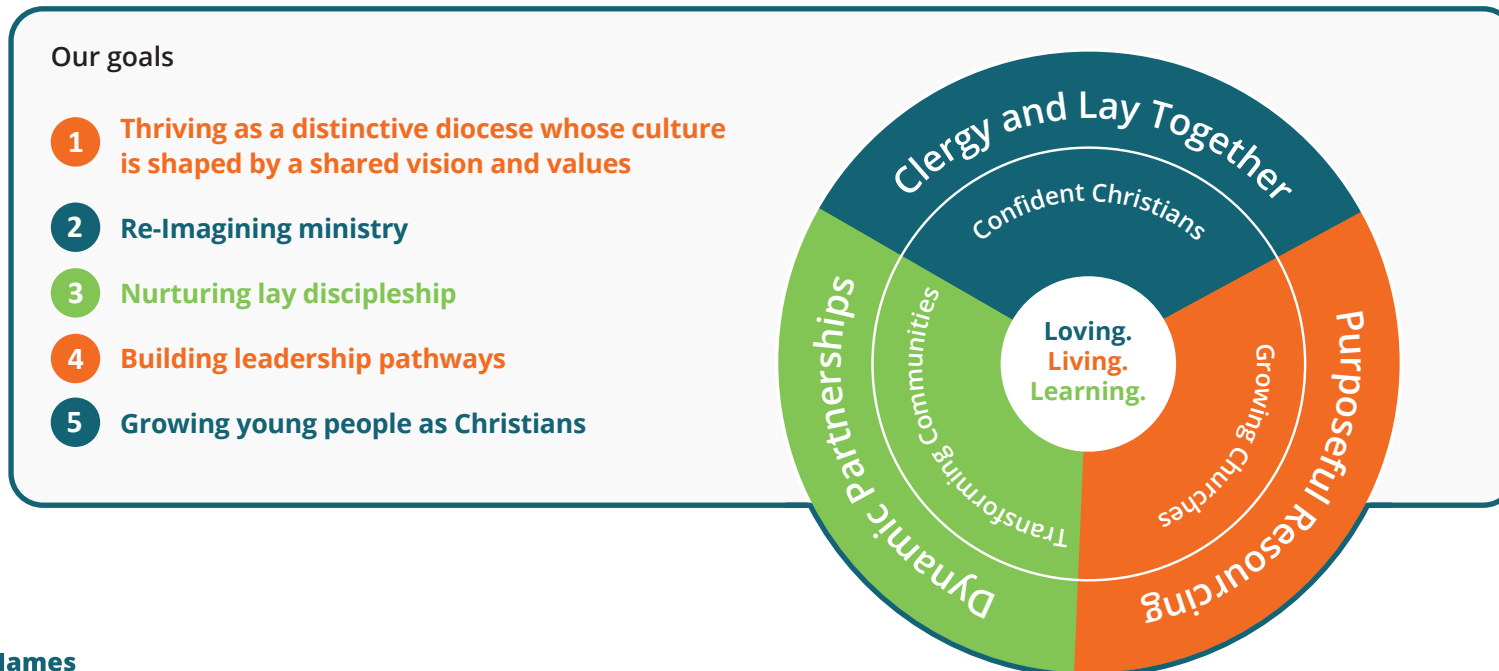 Our goals
1 Thriving as a distinctive diocese whose culture
is shaped by a shared vision and values
2 Re-Imagining ministry
3 Nurturing lay discipleship
4 Building leadership pathways
5 Growing young people as Christians
Clergy and Lay Together
Confident Christians
Purposeful Resourcing
Growing Churches
Dynamic Partnerships
Transforming Communities
Loving.
Living.
Learning.